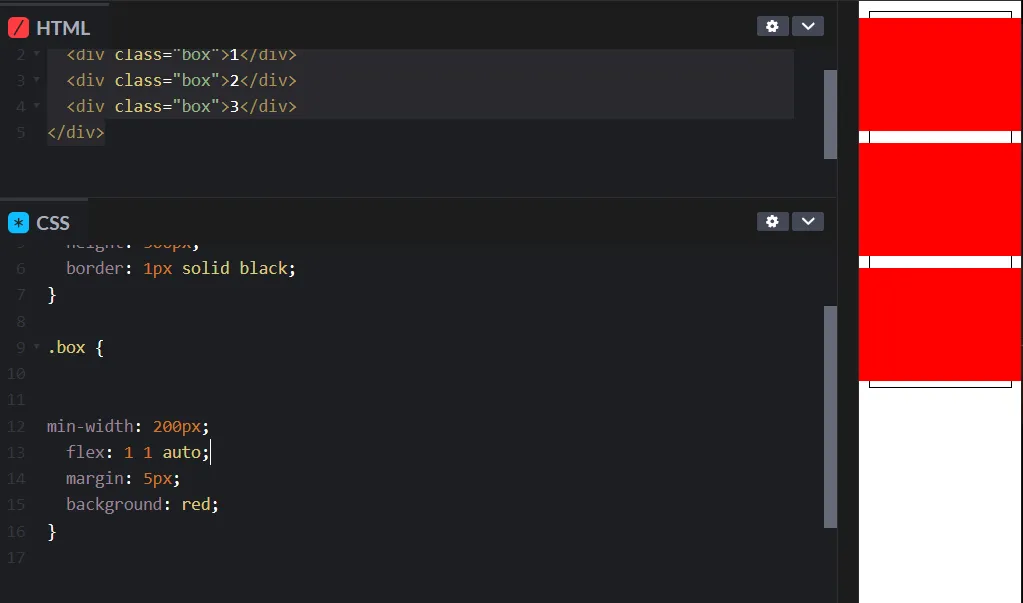 HTML
2 <div class="box">1</div>
3 <div class="box">2</div>
4 <div class="box">3</div>
5 </div>
CSS
height:
6 border: 1px solid black;
7 }
8
9 .box {
10
11
12 min-width: 200px;
13 flex: 1 1 auto;
14 margin: 5px;
15 background: red;
16 }
17